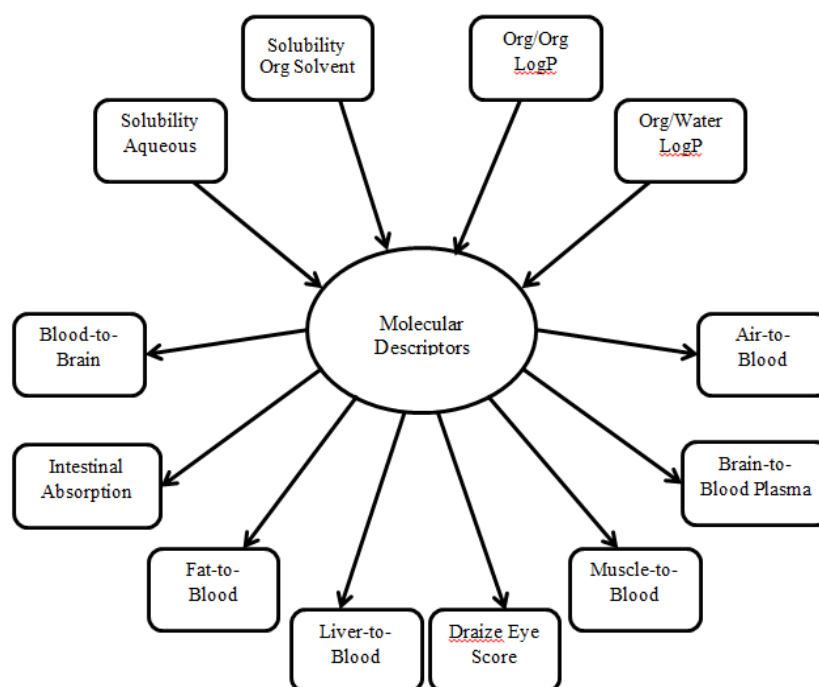 Solubility
Org Solvent
Org/Org
LogP
Solubility
Aqueous
Org/Water
LogP
Molecular
Descriptors
Blood-to-
Brain
Air-to-
Blood
Intestinal
Absorption
Brain-to-
Blood Plasma
Fat-to-
Blood
Muscle-to-
Blood
Liver-to-
Blood
Draize Eye
Score